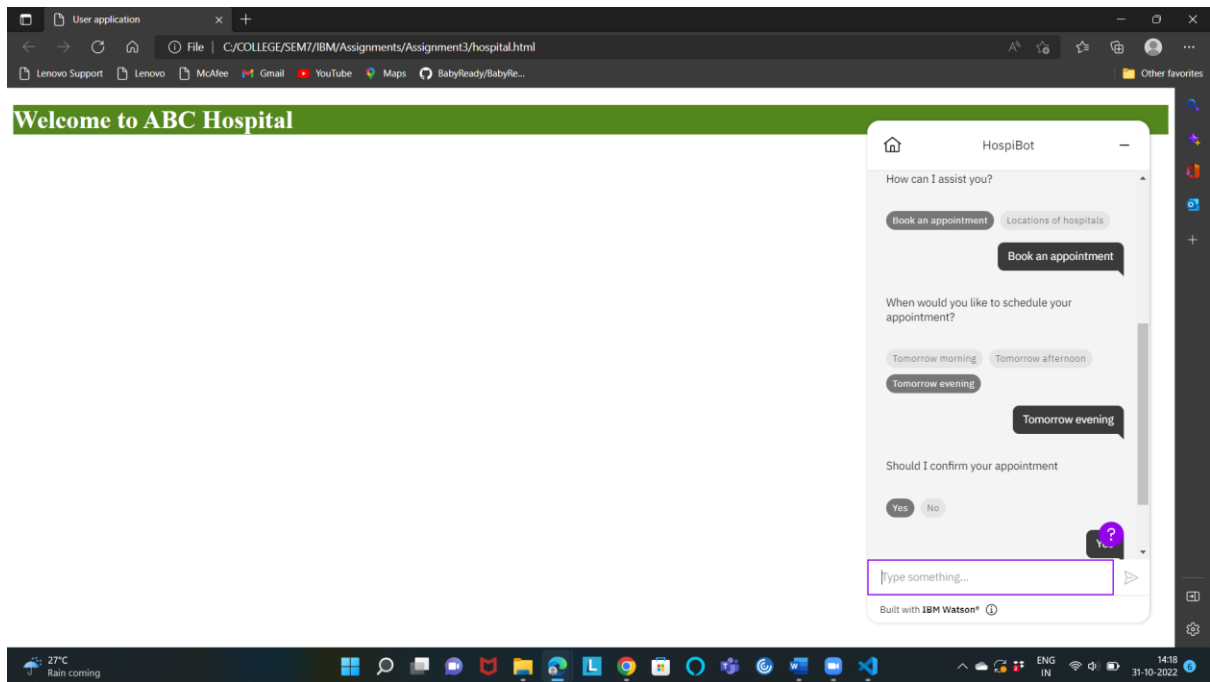 User application
File | C:/COLLEGE/SEM7/IBM/Assignments/Assignment3/hospital.html
Lenovo Support Lenovo McAfee Gmail YouTube Maps BabyReady/BabyRe... Other favorites
Welcome to ABC Hospital
HospiBot
How can I assist you?
Book an appointment Locations of hospitals
Book an appointment
When would you like to schedule your
appointment?
Tomorrow morning Tomorrow afternoon
Tomorrow evening
Tomorrow evening
Should I confirm your appointment
Yes No
?
Type something...
Built with IBM Watson®
27°C
Rain coming
ENG
IN
14:18
31-10-2022
6